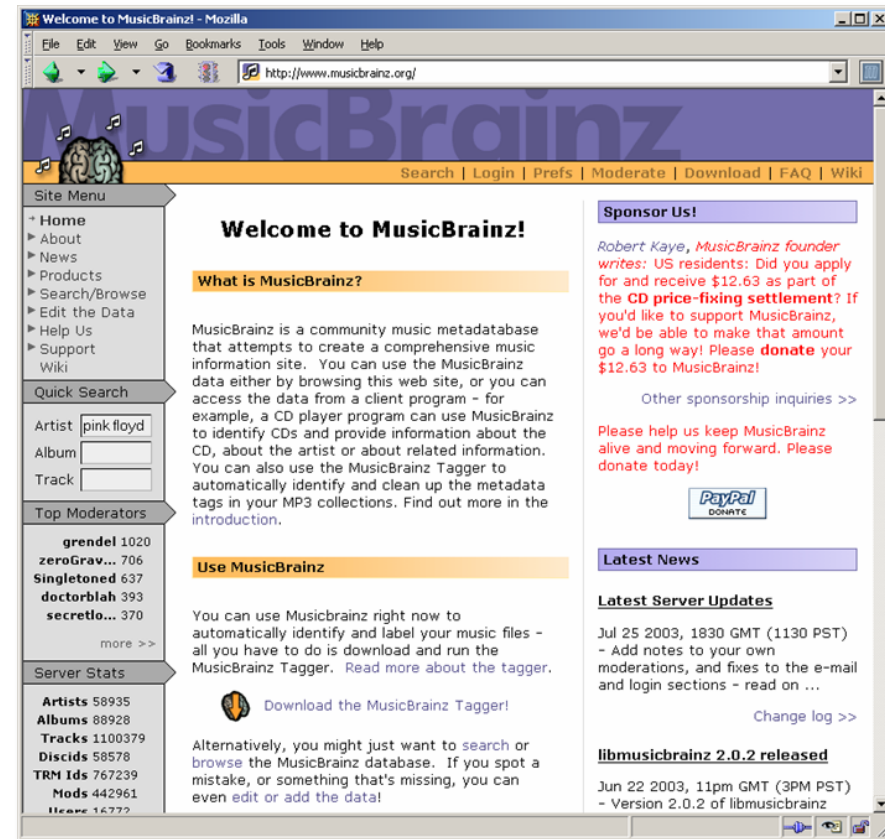 Welcome to MusicBrainz! - Mozilla
File Edit View Go Bookmarks Tools Window Help
http://www.musicbrainz.org/
MusicBrainz
Search | Login | Prefs | Moderate | Download | FAQ | Wiki
Site Menu
Home
About
News
Products
Search/Browse
Edit the Data
Help Us
Support
Wiki
Quick Search
Artist pink floyd
Album
Track
Top Moderators
grendel 1020
zeroGrav... 706
Singletoned 637
doctorblah 393
secretlo... 370
more >>
Server Stats
Artists 58935
Albums 88928
Tracks 1100379
Discids 58578
TRM Ids 767239
Mods 442961
Users 16772
Welcome to MusicBrainz!
What is MusicBrainz?
MusicBrainz is a community music metadatabase
that attempts to create a comprehensive music
information site. You can use the MusicBrainz
data either by browsing this web site, or you can
access the data from a client program - for
example, a CD player program can use MusicBrainz
to identify CDs and provide information about the
CD, about the artist or about related information.
You can also use the MusicBrainz Tagger to
automatically identify and clean up the metadata
tags in your MP3 collections. Find out more in the
introduction.
Use MusicBrainz
You can use Musicbrainz right now to
automatically identify and label your music files -
all you have to do is download and run the
MusicBrainz Tagger. Read more about the tagger.
Download the MusicBrainz Tagger!
Alternatively, you might just want to search or
browse the MusicBrainz database. If you spot a
mistake, or something that's missing, you can
even edit or add the data!
Sponsor Us!
Robert Kaye, MusicBrainz founder
writes: US residents: Did you apply
for and receive $12.63 as part of
the CD price-fixing settlement? If
you'd like to support MusicBrainz,
we'd be able to make that amount
go a long way! Please donate your
$12.63 to MusicBrainz!
Other sponsorship inquiries >>
Please help us keep MusicBrainz
alive and moving forward. Please
donate today!
PayPal
DONATE
Latest News
Latest Server Updates
Jul 25 2003, 1830 GMT (1130 PST)
- Add notes to your own
moderations, and fixes to the e-mail
and login sections - read on ...
Change log >>
libmusicbrainz 2.0.2 released
Jun 22 2003, 11pm GMT (3PM PST)
- Version 2.0.2 of libmusicbrainz